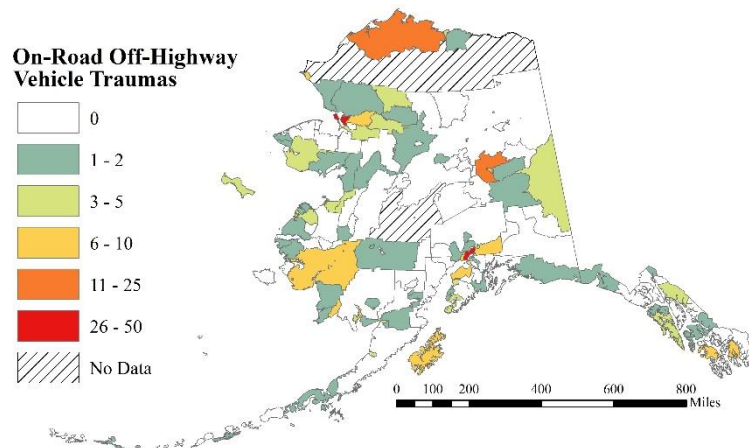 On-Road Off-Highway
Vehicle Traumas
0
1 - 2
3 - 5
6 - 10
11 - 25
26 - 50
No Data
0 100 200 400 600 800
Miles